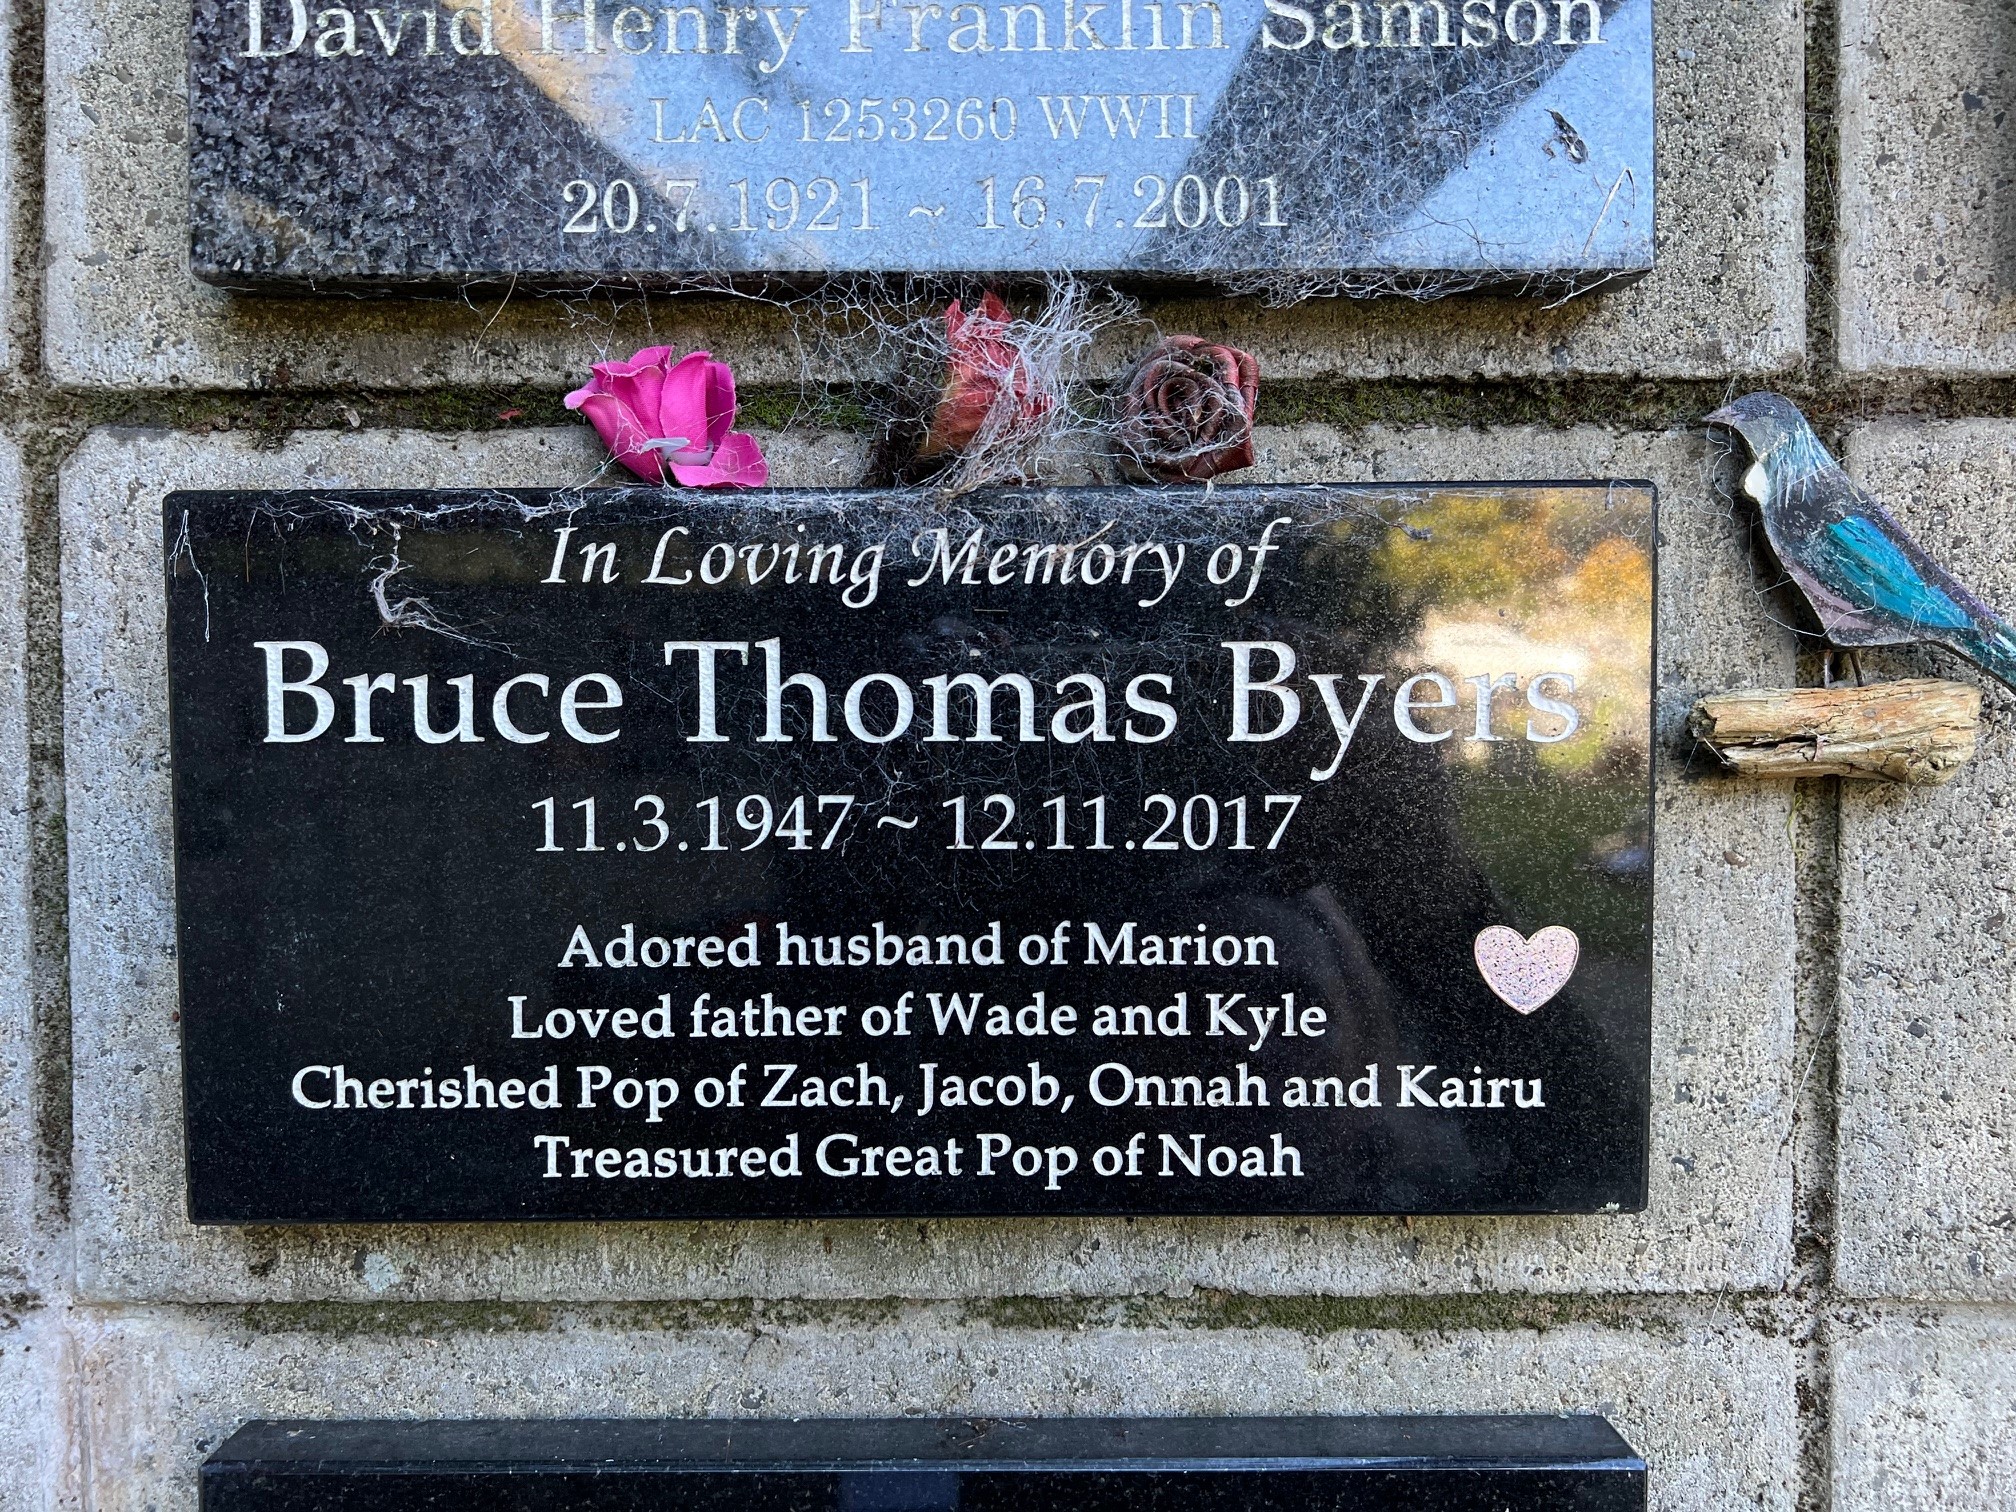 David Henry Franklin Samson
LAC 1253260 WWII
20.7.1921 ~ 16.7.2001
In Loving Memory of
Bruce Thomas Byers
11.3.1947 ~ 12.11.2017
Adored husband of Marion
Loved father of Wade and Kyle
Cherished Pop of Zach, Jacob, Onnah and Kairu
Treasured Great Pop of Noah